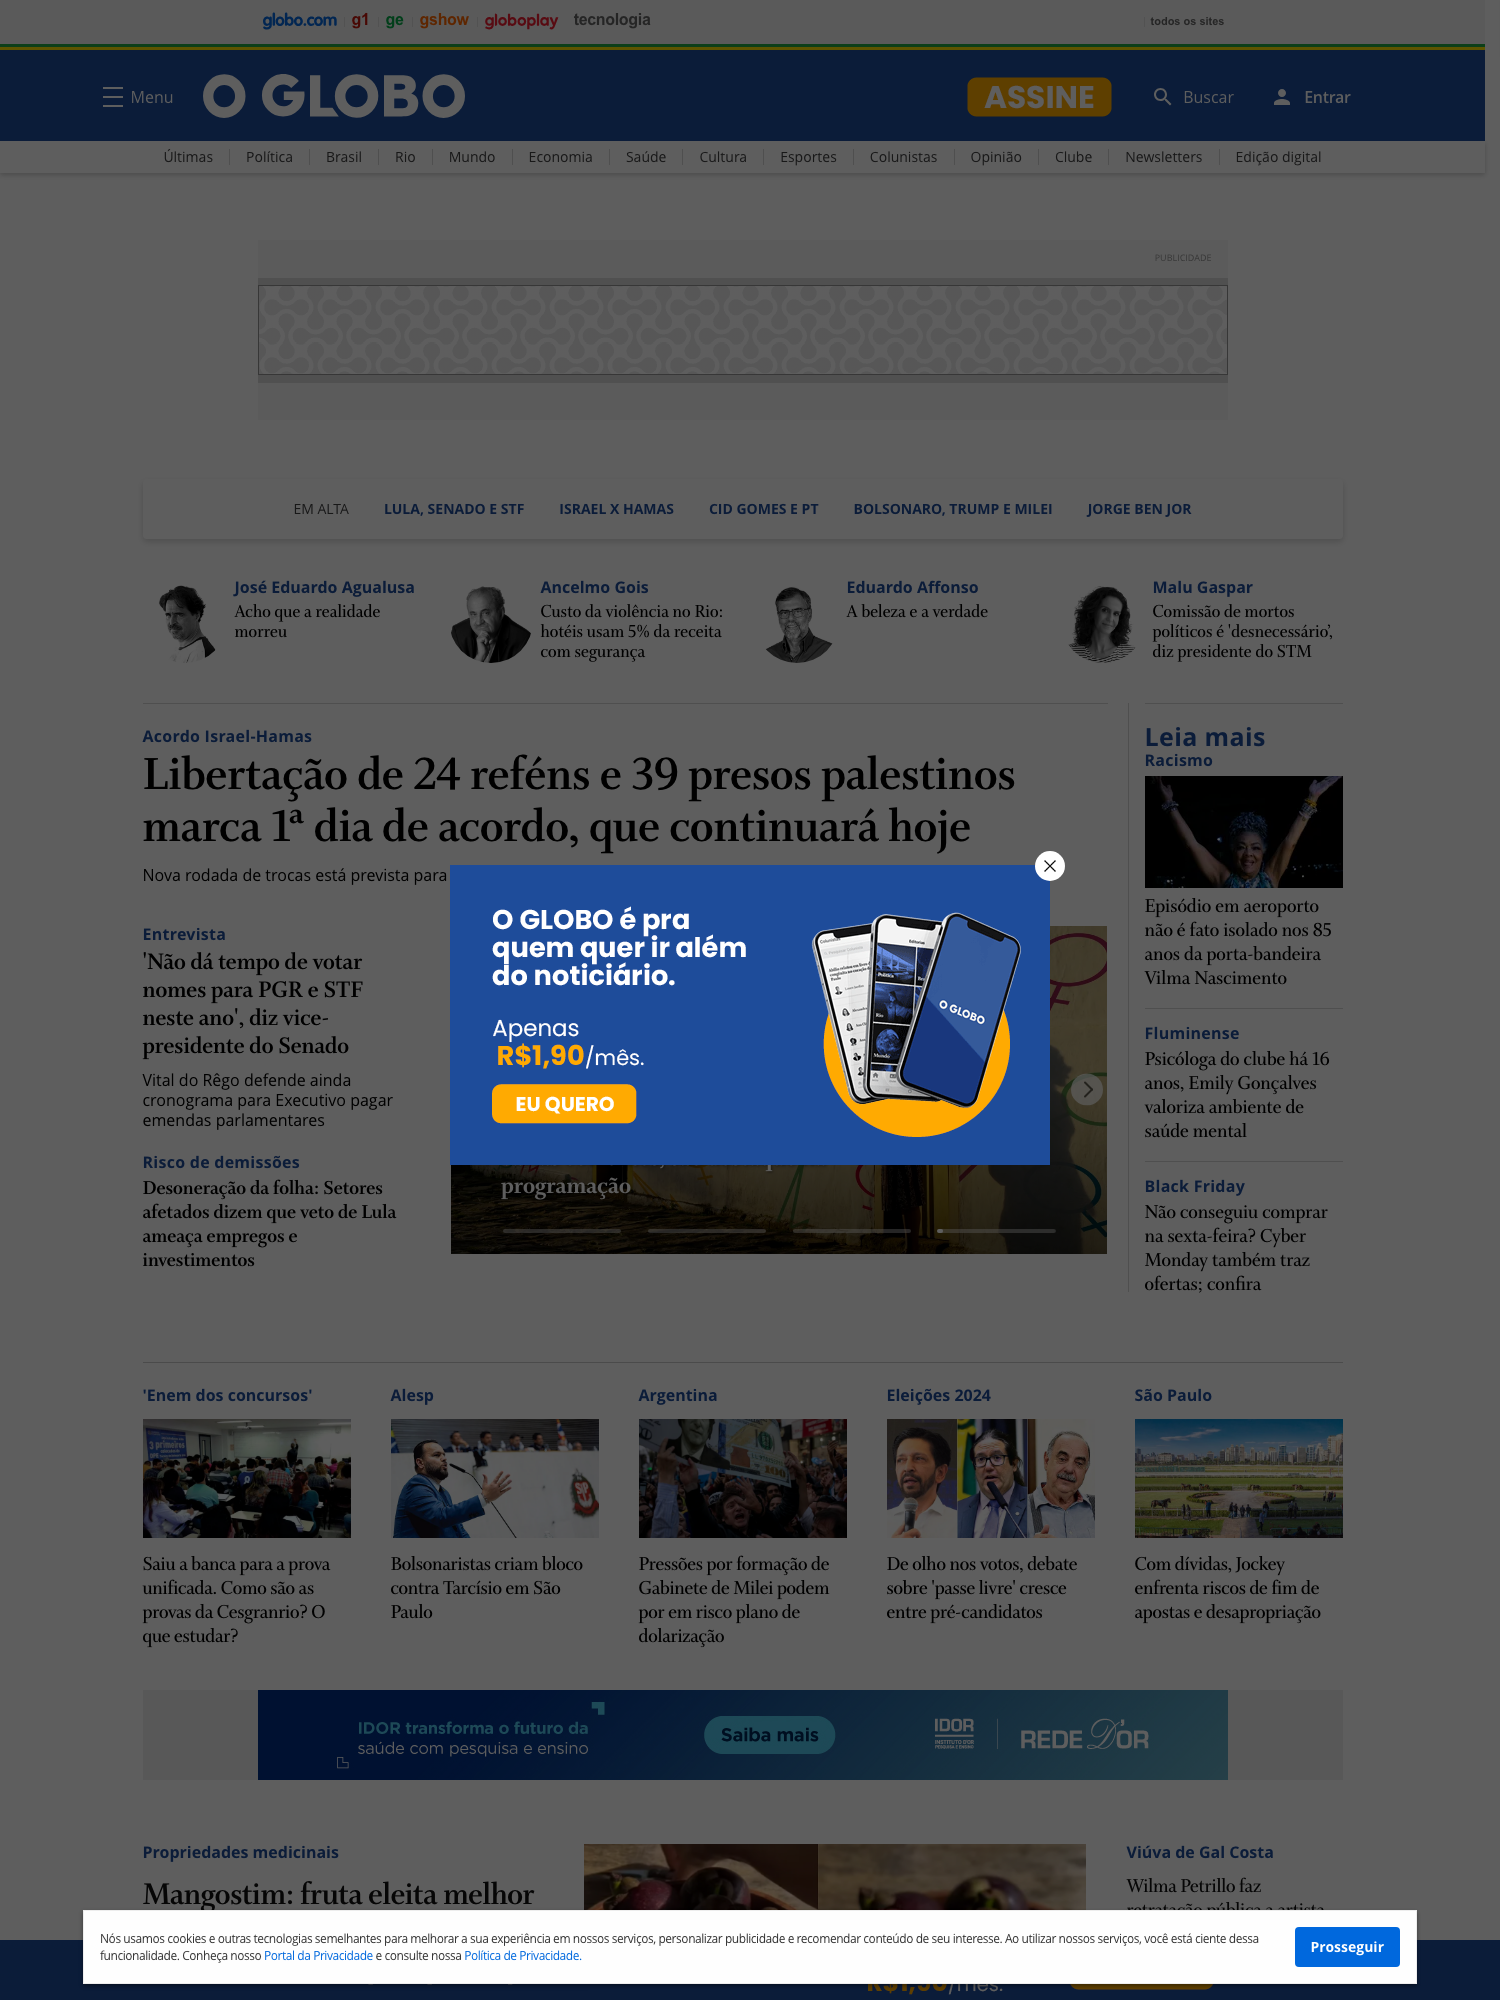 globo.com g1 ge gshow globoplay tecnologia todos os sites
Menu O GLOBO ASSINE Buscar Entrar
Últimas Política Brasil Rio Mundo Economia Saúde Cultura Esportes Colunistas Opinião Clube Newsletters Edição digital
PUBLICIDADE
EM ALTA LULA, SENADO E STF ISRAEL X HAMAS CID GOMES E PT BOLSONARO, TRUMP E MILEI JORGE BEN JOR
José Eduardo Agualusa
Acho que a realidade
morreu
Ancelmo Gois
Custo da violência no Rio:
hotéis usam 5% da receita
com segurança
Eduardo Affonso
A beleza e a verdade
Malu Gaspar
Comissão de mortos
políticos é 'desnecessário',
diz presidente do STM
Acordo Israel-Hamas
Libertação de 24 reféns e 39 presos palestinos
marca 1ª dia de acordo, que continuará hoje
Nova rodada de trocas está prevista para
Entrevista
'Não dá tempo de votar
nomes para PGR e STF
neste ano', diz vice-
presidente do Senado
Vital do Rêgo defende ainda
cronograma para Executivo pagar
emendas parlamentares
Risco de demissões
Desoneração da folha: Setores
afetados dizem que veto de Lula
ameaça empregos e
investimentos
O GLOBO é pra
quem quer ir além
do noticiário.
Apenas
R$1,90/mês.
EU QUERO
O GLOBO
Política
Rio
Mundo
programação
Leia mais
Racismo
Episódio em aeroporto
não é fato isolado nos 85
anos da porta-bandeira
Vilma Nascimento
Fluminense
Psicóloga do clube há 16
anos, Emily Gonçalves
valoriza ambiente de
saúde mental
Black Friday
Não conseguiu comprar
na sexta-feira? Cyber
Monday também traz
ofertas; confira
'Enem dos concursos'
Saiu a banca para a prova
unificada. Como são as
provas da Cesgranrio? O
que estudar?
Alesp
Bolsonaristas criam bloco
contra Tarcísio em São
Paulo
Argentina
100
Pressões por formação de
Gabinete de Milei podem
por em risco plano de
dolarização
Eleições 2024
De olho nos votos, debate
sobre 'passe livre' cresce
entre pré-candidatos
São Paulo
Com dívidas, Jockey
enfrenta riscos de fim de
apostas e desapropriação
IDOR transforma o futuro da
saúde com pesquisa e ensino
Saiba mais
IDOR
REDE D'OR
Propriedades medicinais
Mangostim: fruta eleita melhor
Viúva de Gal Costa
Wilma Petrillo faz
retratação pública a artista
Nós usamos cookies e outras tecnologias semelhantes para melhorar a sua experiência em nossos serviços, personalizar publicidade e recomendar conteúdo de seu interesse. Ao utilizar nossos serviços, você está ciente dessa
funcionalidade. Conheça nosso Portal da Privacidade e consulte nossa Política de Privacidade.
Prosseguir
R$1,90/mês.